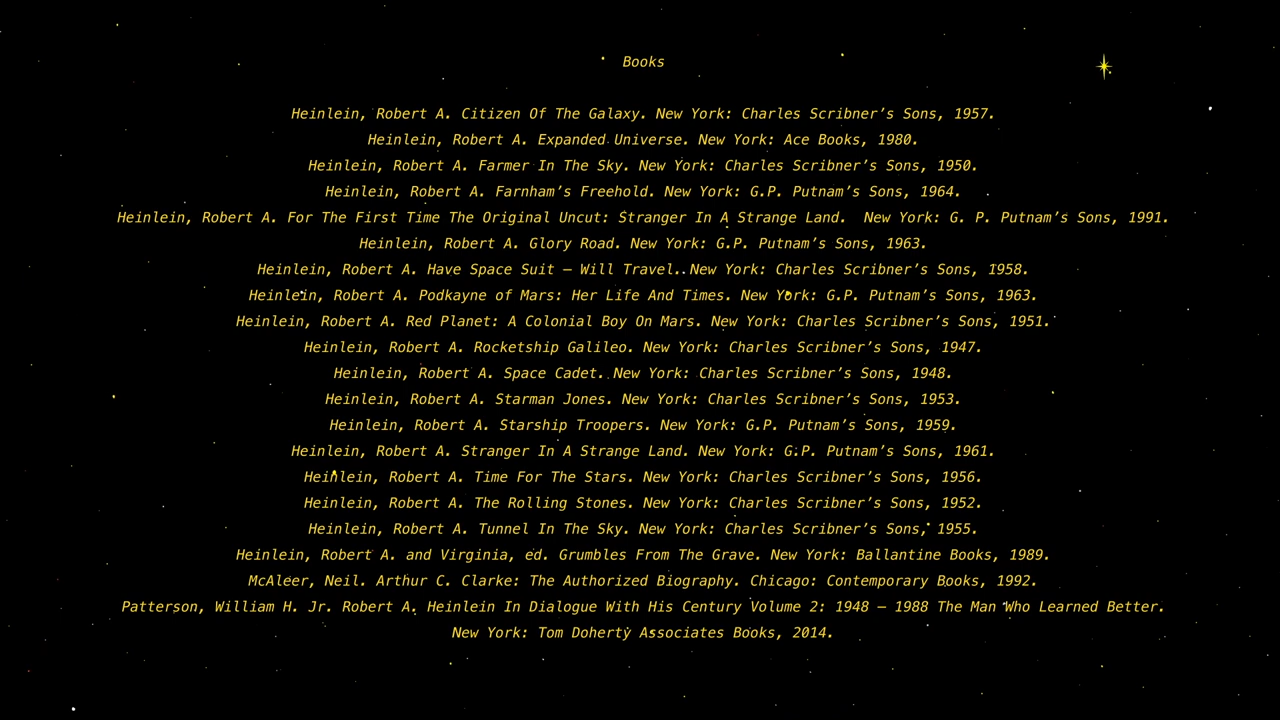 Books
Heinlein, Robert A. Citizen Of The Galaxy. New York: Charles Scribner’s Sons, 1957.
Heinlein, Robert A. Expanded Universe. New York: Ace Books, 1980.
Heinlein, Robert A. Farmer In The Sky. New York: Charles Scribner’s Sons, 1950.
Heinlein, Robert A. Farnham’s Freehold. New York: G.P. Putnam’s Sons, 1964.
Heinlein, Robert A. For The First Time The Original Uncut: Stranger In A Strange Land.  New York: G. P. Putnam’s Sons, 1991.
Heinlein, Robert A. Glory Road. New York: G.P. Putnam’s Sons, 1963.
Heinlein, Robert A. Have Space Suit – Will Travel. New York: Charles Scribner’s Sons, 1958.
Heinlein, Robert A. Podkayne of Mars: Her Life And Times. New York: G.P. Putnam’s Sons, 1963.
Heinlein, Robert A. Red Planet: A Colonial Boy On Mars. New York: Charles Scribner’s Sons, 1951.
Heinlein, Robert A. Rocketship Galileo. New York: Charles Scribner’s Sons, 1947.
Heinlein, Robert A. Space Cadet. New York: Charles Scribner’s Sons, 1948.
Heinlein, Robert A. Starman Jones. New York: Charles Scribner’s Sons, 1953.
Heinlein, Robert A. Starship Troopers. New York: G.P. Putnam’s Sons, 1959.
Heinlein, Robert A. Stranger In A Strange Land. New York: G.P. Putnam’s Sons, 1961.
Heinlein, Robert A. Time For The Stars. New York: Charles Scribner’s Sons, 1956.
Heinlein, Robert A. The Rolling Stones. New York: Charles Scribner’s Sons, 1952.
Heinlein, Robert A. Tunnel In The Sky. New York: Charles Scribner’s Sons, 1955.
Heinlein, Robert A. and Virginia, ed. Grumbles From The Grave. New York: Ballantine Books, 1989.
McAleer, Neil. Arthur C. Clarke: The Authorized Biography. Chicago: Contemporary Books, 1992.
Patterson, William H. Jr. Robert A. Heinlein In Dialogue With His Century Volume 2: 1948 – 1988 The Man Who Learned Better.
New York: Tom Doherty Associates Books, 2014.